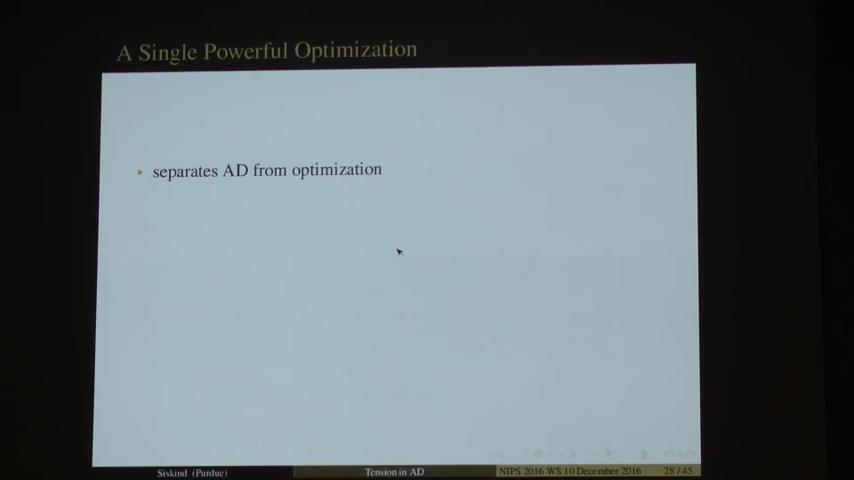 A Single Powerful Optimization
separates AD from optimization
Siskind (Purdue)
Tension in AD
NIPS 2016 WS 10 December 2016
28 / 45